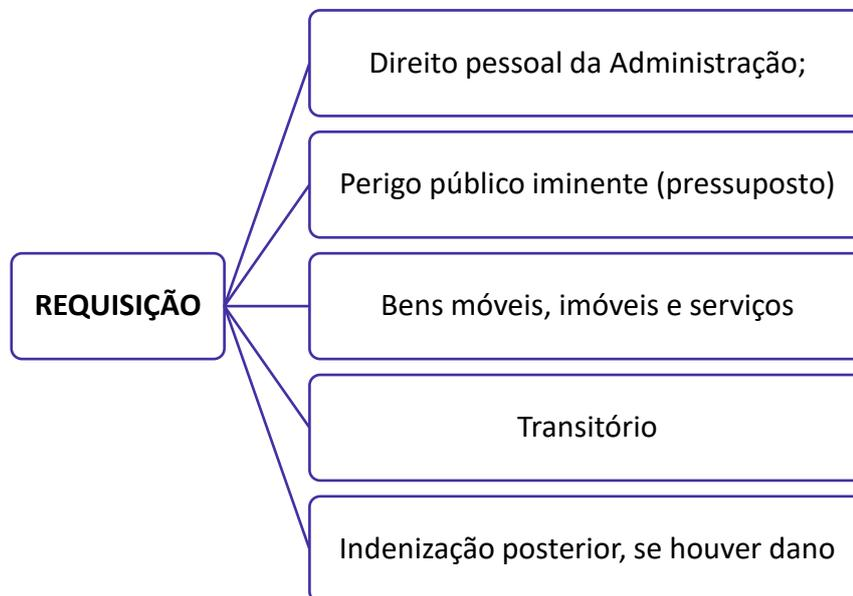 REQUISIÇÃO
Direito pessoal da Administração;
Perigo público iminente (pressuposto)
Bens móveis, imóveis e serviços
Transitório
Indenização posterior, se houver dano